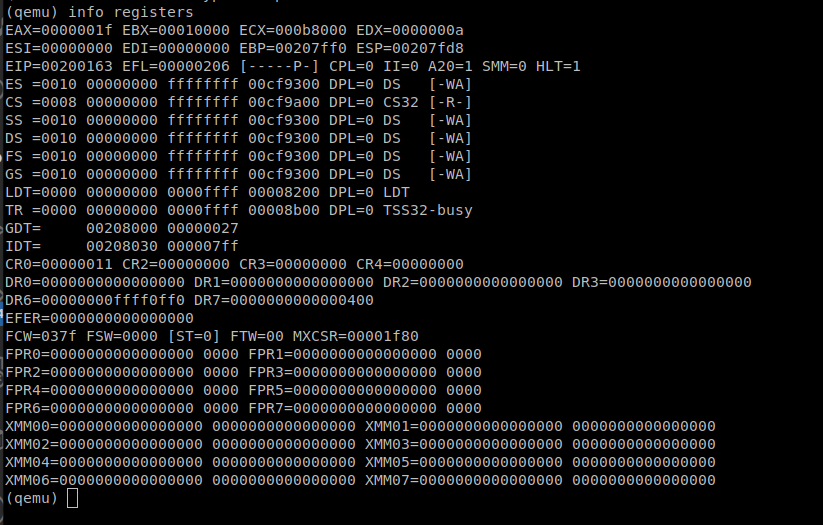 (qemu) info registers
EAX=0000001f EBX=00010000 ECX=000b8000 EDX=0000000a
ESI=00000000 EDI=00000000 EBP=00207ff0 ESP=00207fd8
EIP=00200163 EFL=00000206 [-----P-] CPL=0 II=0 A20=1 SMM=0 HLT=1
ES =0010 00000000 ffffffff 00cf9300 DPL=0 DS   [-WA]
CS =0008 00000000 ffffffff 00cf9a00 DPL=0 CS32 [-R-]
SS =0010 00000000 ffffffff 00cf9300 DPL=0 DS   [-WA]
DS =0010 00000000 ffffffff 00cf9300 DPL=0 DS   [-WA]
FS =0010 00000000 ffffffff 00cf9300 DPL=0 DS   [-WA]
GS =0010 00000000 ffffffff 00cf9300 DPL=0 DS   [-WA]
LDT=0000 00000000 0000ffff 00008200 DPL=0 LDT
TR =0000 00000000 0000ffff 00008b00 DPL=0 TSS32-busy
GDT=     00208000 00000027
IDT=     00208030 000007ff
CR0=00000011 CR2=00000000 CR3=00000000 CR4=00000000
DR0=0000000000000000 DR1=0000000000000000 DR2=0000000000000000 DR3=0000000000000000
DR6=00000000ffff0ff0 DR7=0000000000000400
EFER=0000000000000000
FCW=037f FSW=0000 [ST=0] FTW=00 MXCSR=00001f80
FPR0=0000000000000000 0000 FPR1=0000000000000000 0000
FPR2=0000000000000000 0000 FPR3=0000000000000000 0000
FPR4=0000000000000000 0000 FPR5=0000000000000000 0000
FPR6=0000000000000000 0000 FPR7=0000000000000000 0000
XMM00=0000000000000000 0000000000000000 XMM01=0000000000000000 0000000000000000
XMM02=0000000000000000 0000000000000000 XMM03=0000000000000000 0000000000000000
XMM04=0000000000000000 0000000000000000 XMM05=0000000000000000 0000000000000000
XMM06=0000000000000000 0000000000000000 XMM07=0000000000000000 0000000000000000
(qemu)